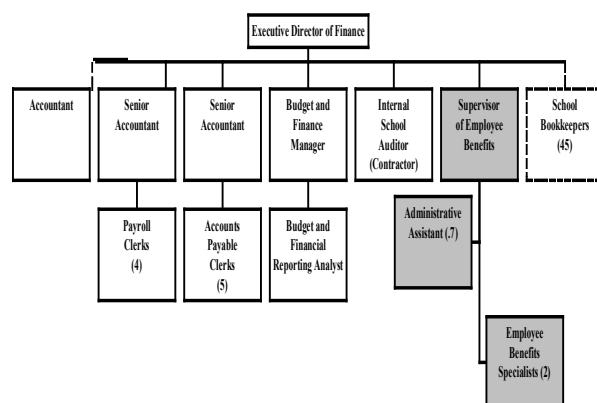 Executive Director of Finance
Accountant
Senior
Accountant
Senior
Accountant
Budget and
Finance
Manager
Internal
School
Auditor
(Contractor)
Supervisor
of Employee
Benefits
School
Bookkeepers
(45)
Payroll
Clerks
(4)
Accounts
Payable
Clerks
(5)
Budget and
Financial
Reporting Analyst
Administrative
Assistant (.7)
Employee
Benefits
Specialists (2)